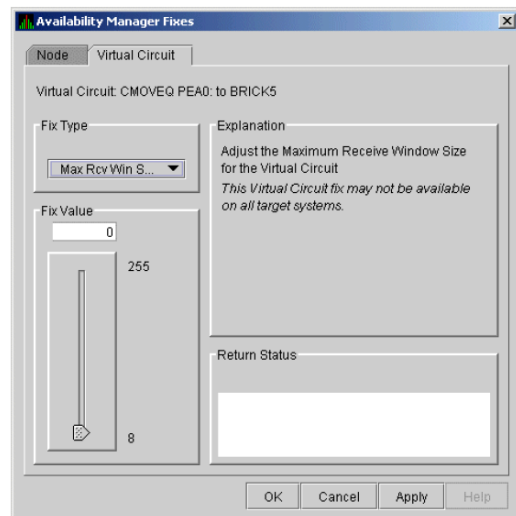 Availability Manager Fixes
Node
Virtual Circuit
Virtual Circuit: CMOVEQ PEA0: to BRICK5
Fix Type
Max Rcv Win S...
Explanation
Adjust the Maximum Receive Window Size
for the Virtual Circuit
This Virtual Circuit fix may not be available
on all target systems.
Fix Value
0
255
8
Return Status
OK
Cancel
Apply
Help